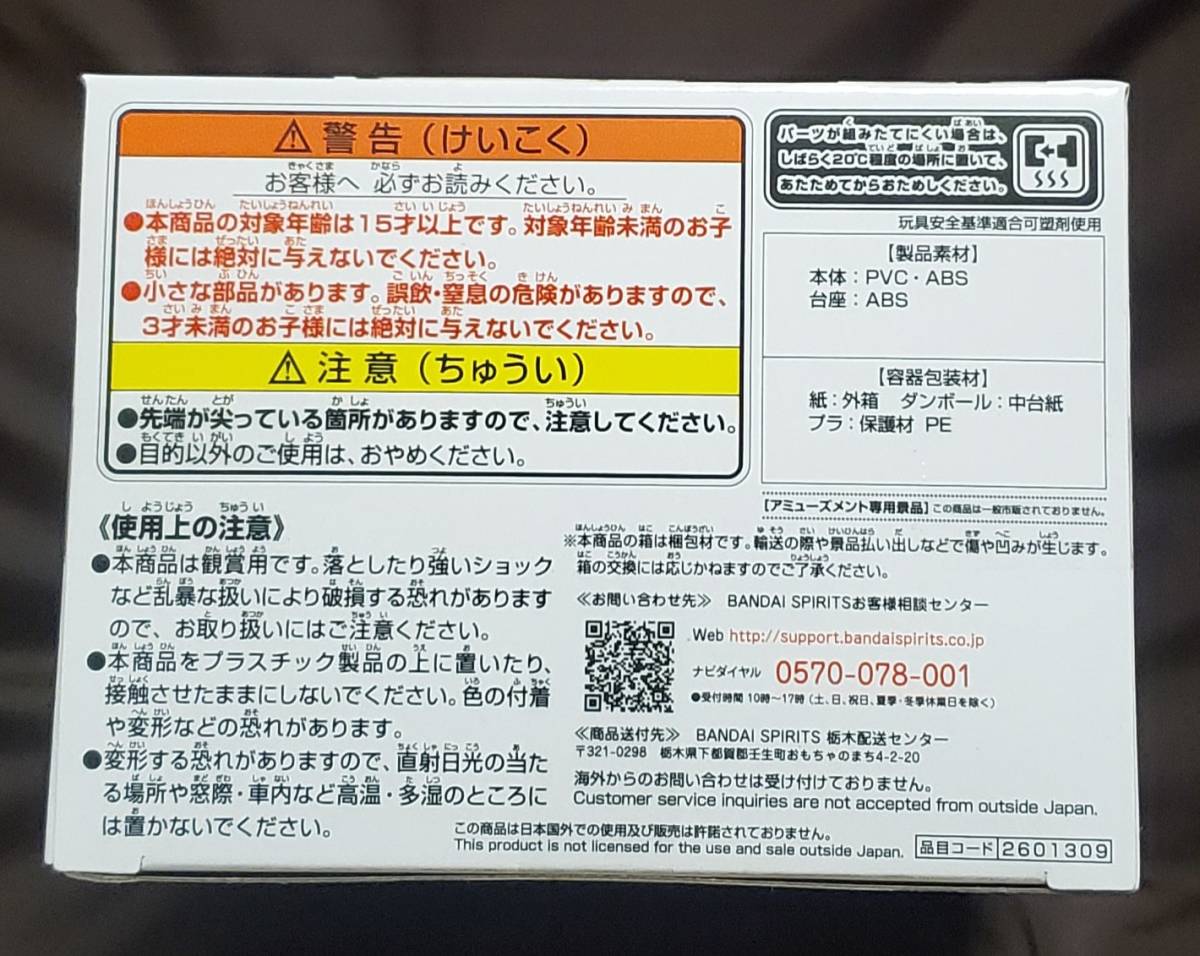 ⚠警告(けいこく)
お客様へ 必ずお読みください。
●本商品の対象年齢は15才以上です。対象年齢未満のお子
様には絶対に与えないでください。
●小さな部品があります。誤飲・窒息の危険がありますので、
3才未満のお子様には絶対に与えないでください。
⚠注意(ちゅうい)
●先端が尖っている箇所がありますので、注意してください。
●目的以外のご使用は、おやめください。
パーツが組みたてにくい場合は、
しばらく20℃程度の場所に置いて、
あたためてからおためしください。
玩具安全基準適合可塑剤使用
【製品素材】
本体:PVC・ABS
台座:ABS
【容器包装材】
紙:外箱 ダンボール:中台紙
プラ:保護材 PE
【アミューズメント専用景品】この商品は一般市販されておりません。
《使用上の注意》
●本商品は観賞用です。落としたり強いショック
など乱暴な扱いにより破損する恐れがあります
ので、お取り扱いにはご注意ください。
●本商品をプラスチック製品の上に置いたり、
接触させたままにしないでください。色の付着
や変形などの恐れがあります。
●変形する恐れがありますので、直射日光の当た
る場所や窓際・車内など高温・多湿のところに
は置かないでください。
※本商品の箱は梱包材です。輸送の際や景品払い出しなどで傷や凹みが生じます。
箱の交換には応じかねますのでご了承ください。
≪お問い合わせ先≫ BANDAI SPIRITSお客様相談センター
Web http://support.bandaispirits.co.jp
ナビダイヤル 0570-078-001
●受付時間 10時〜17時(土、日、祝日、夏季・冬季休業日を除く)
≪商品送付先≫ BANDAI SPIRITS 栃木配送センター
〒321-0298 栃木県下都賀郡壬生町おもちゃのまち4-2-20
海外からのお問い合わせは受け付けておりません。
Customer service inquiries are not accepted from outside Japan.
この商品は日本国外での使用及び販売は許諾されておりません。
This product is not licensed for the use and sale outside Japan.
品目コード 2601309